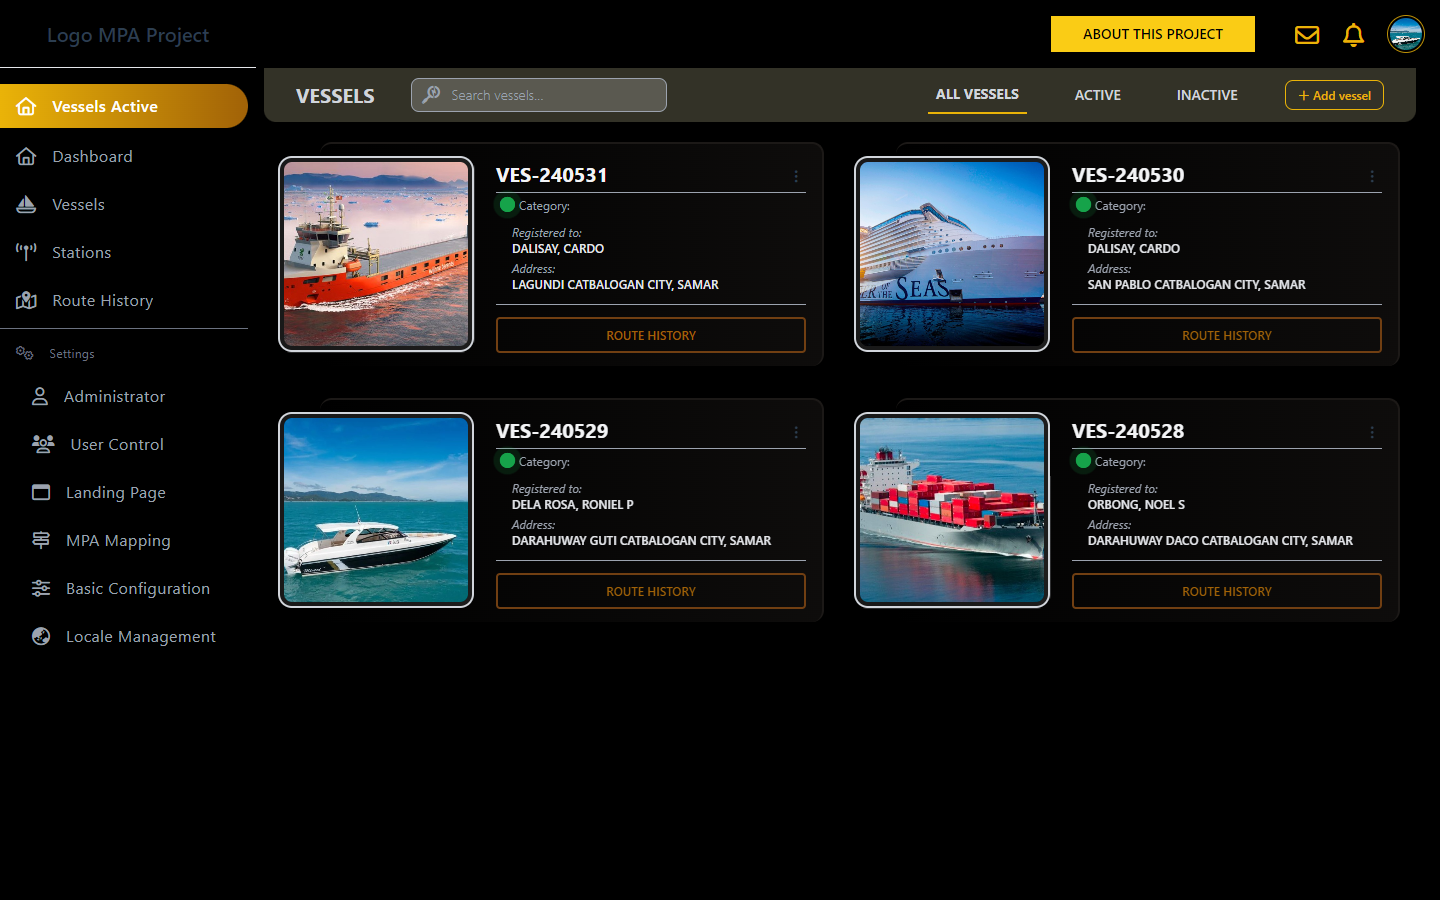 Logo MPA Project
ABOUT THIS PROJECT
Vessels Active
Dashboard
Vessels
Stations
Route History
Settings
Administrator
User Control
Landing Page
MPA Mapping
Basic Configuration
Locale Management
VESSELS
Search vessels...
ALL VESSELS
ACTIVE
INACTIVE
+ Add vessel
VES-240531
Category:
Registered to:
DALISAY, CARDO
Address:
LAGUNDI CATBALOGAN CITY, SAMAR
ROUTE HISTORY
OF THE SEAS
VES-240530
Category:
Registered to:
DALISAY, CARDO
Address:
SAN PABLO CATBALOGAN CITY, SAMAR
ROUTE HISTORY
VES-240529
Category:
Registered to:
DELA ROSA, RONIEL P
Address:
DARAHUWAY GUTI CATBALOGAN CITY, SAMAR
ROUTE HISTORY
VES-240528
Category:
Registered to:
ORBONG, NOEL S
Address:
DARAHUWAY DACO CATBALOGAN CITY, SAMAR
ROUTE HISTORY